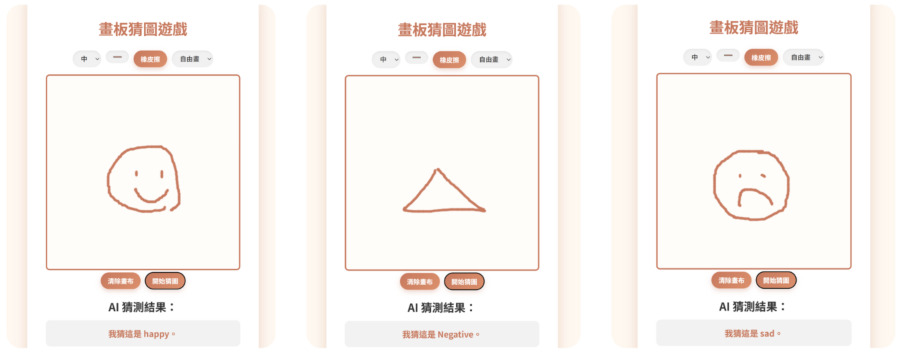 畫板猜圖遊戲
中 橡皮擦 自由畫
清除畫布 開始猜圖
AI 猜測結果：
我猜這是 happy。
畫板猜圖遊戲
中 橡皮擦 自由畫
清除畫布 開始猜圖
AI 猜測結果：
我猜這是 Negative。
畫板猜圖遊戲
中 橡皮擦 自由畫
清除畫布 開始猜圖
AI 猜測結果：
我猜這是 sad。